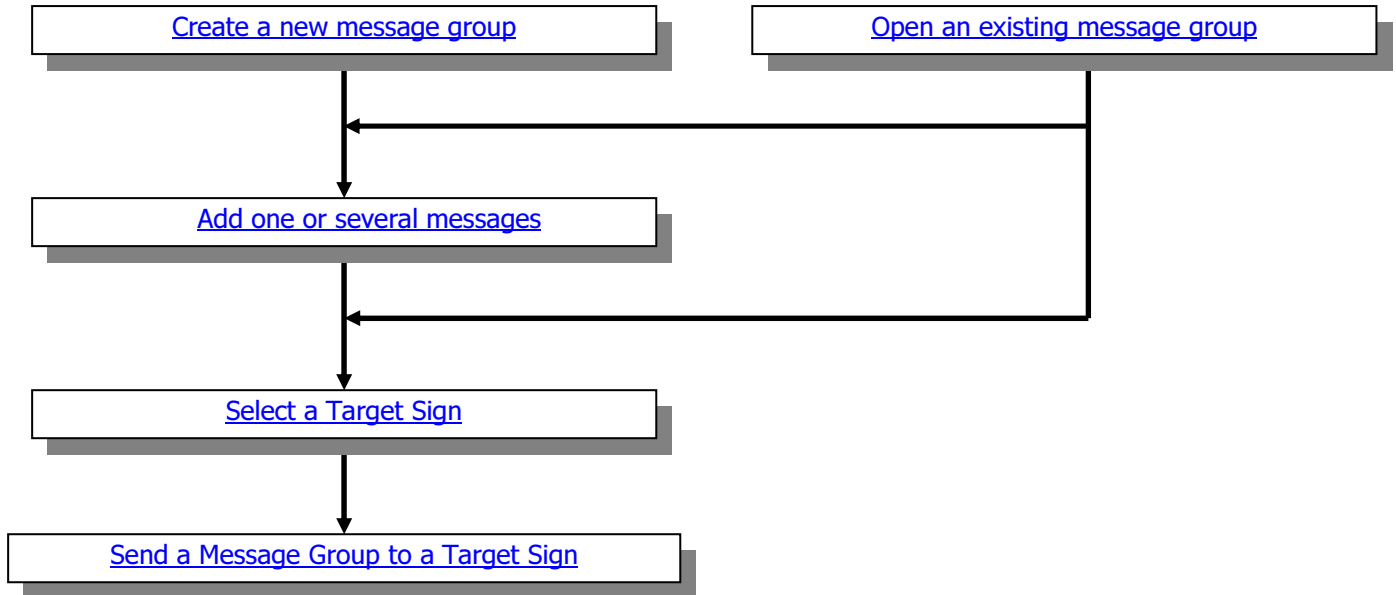 Create a new message group
Open an existing message group
Add one or several messages
Select a Target Sign
Send a Message Group to a Target Sign